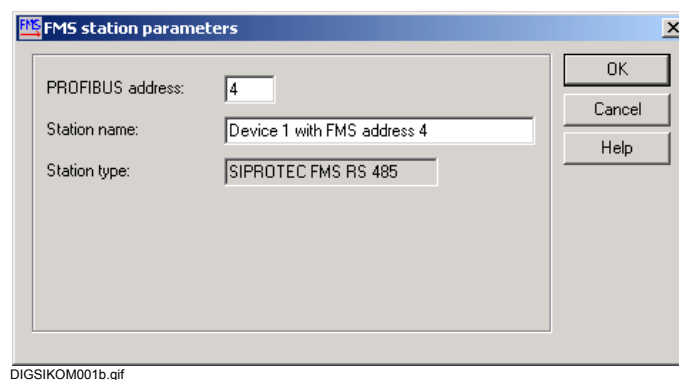 FMS FMS station parameters
PROFIBUS address: 4
Station name: Device 1 with FMS address 4
Station type: SIPROTEC FMS RS 485
OK
Cancel
Help
DIGSIKOM001b.gif